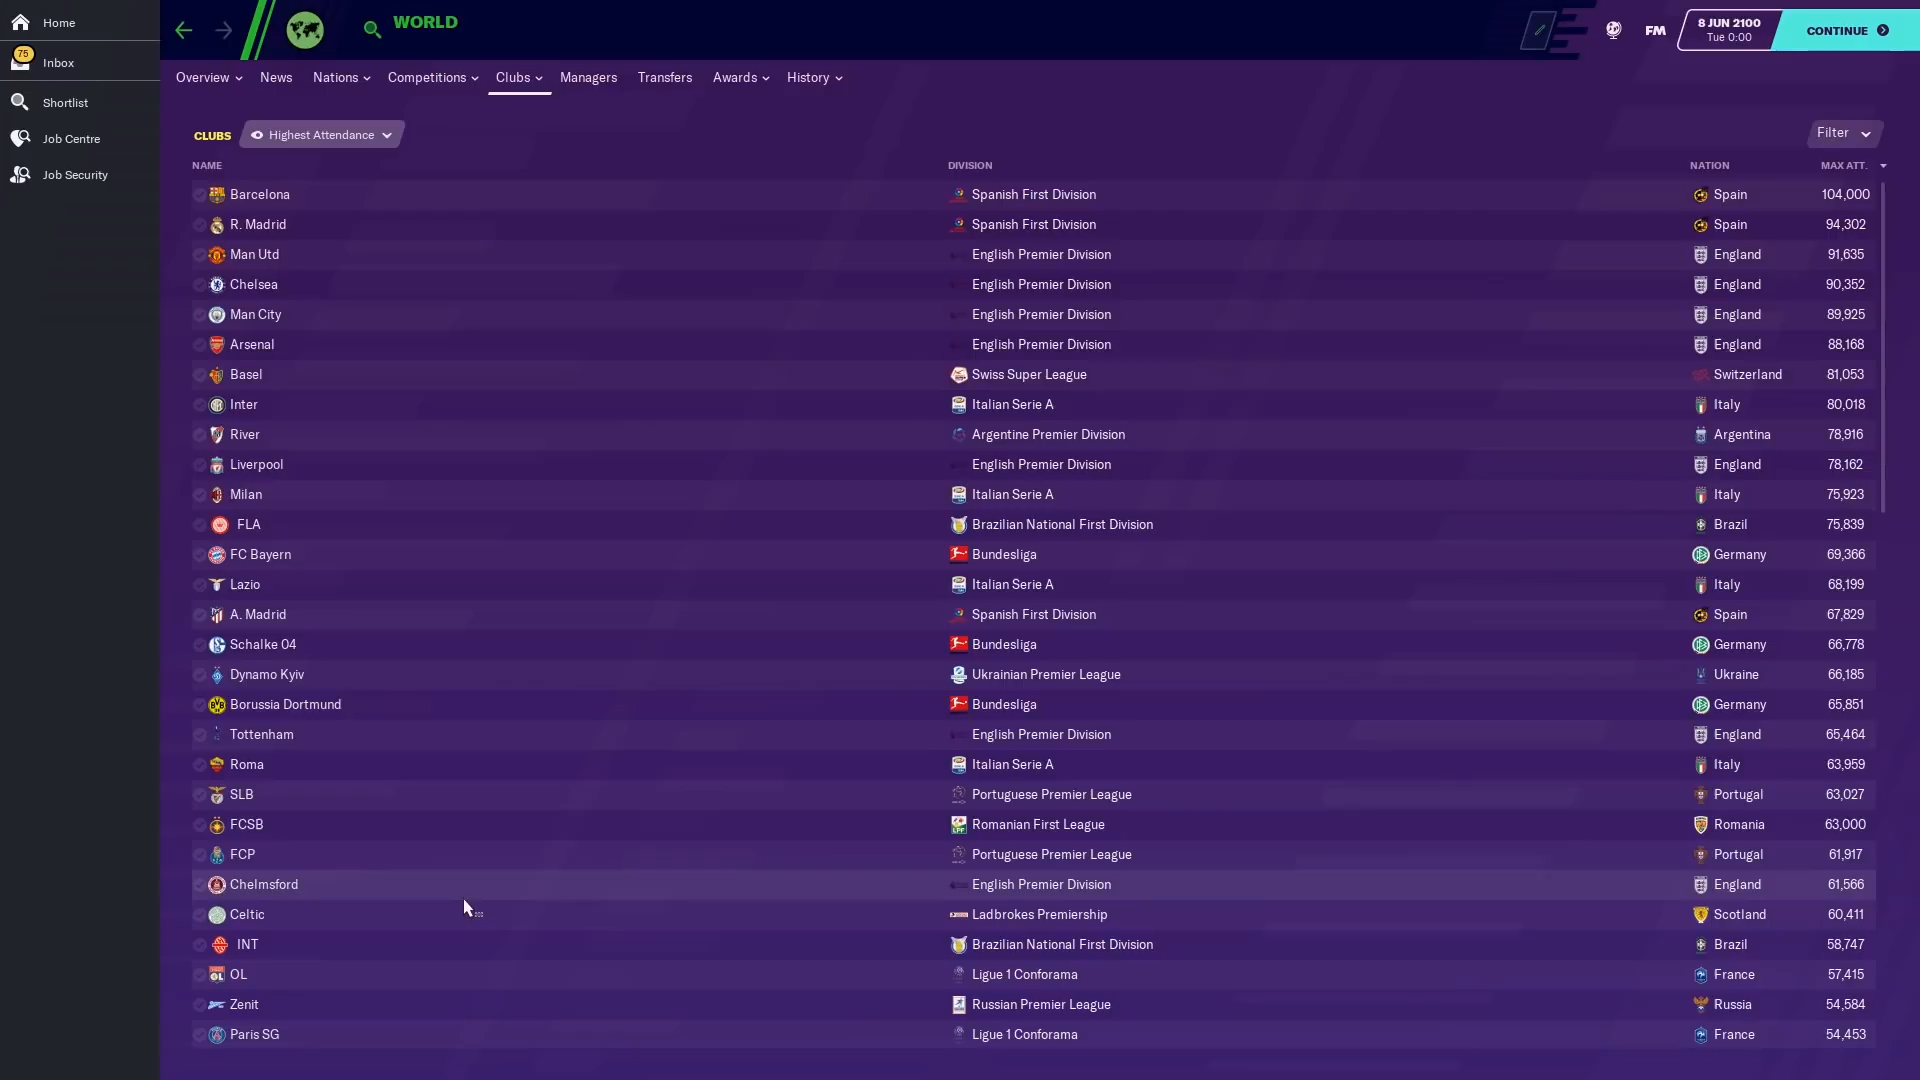 Home
75
Inbox
Shortlist
Job Centre
Job Security
WORLD
FM
8 JUN 2100
Tue 0:00
CONTINUE
Overview News Nations Competitions Clubs Managers Transfers Awards History
CLUBS Highest Attendance Filter
NAME DIVISION NATION MAX ATT.
Barcelona Spanish First Division Spain 104,000
R. Madrid Spanish First Division Spain 94,302
Man Utd English Premier Division England 91,635
Chelsea English Premier Division England 90,352
Man City English Premier Division England 89,925
Arsenal English Premier Division England 88,168
Basel Swiss Super League Switzerland 81,053
Inter Italian Serie A Italy 80,018
River Argentine Premier Division Argentina 78,916
Liverpool English Premier Division England 78,162
Milan Italian Serie A Italy 75,923
FLA Brazilian National First Division Brazil 75,839
FC Bayern Bundesliga Germany 69,366
Lazio Italian Serie A Italy 68,199
A. Madrid Spanish First Division Spain 67,829
Schalke 04 Bundesliga Germany 66,778
Dynamo Kyiv Ukrainian Premier League Ukraine 66,185
Borussia Dortmund Bundesliga Germany 65,851
Tottenham English Premier Division England 65,464
Roma Italian Serie A Italy 63,959
SLB Portuguese Premier League Portugal 63,027
FCSB Romanian First League Romania 63,000
FCP Portuguese Premier League Portugal 61,917
Chelmsford English Premier Division England 61,566
Celtic Ladbrokes Premiership Scotland 60,411
INT Brazilian National First Division Brazil 58,747
OL Ligue 1 Conforama France 57,415
Zenit Russian Premier League Russia 54,584
Paris SG Ligue 1 Conforama France 54,453